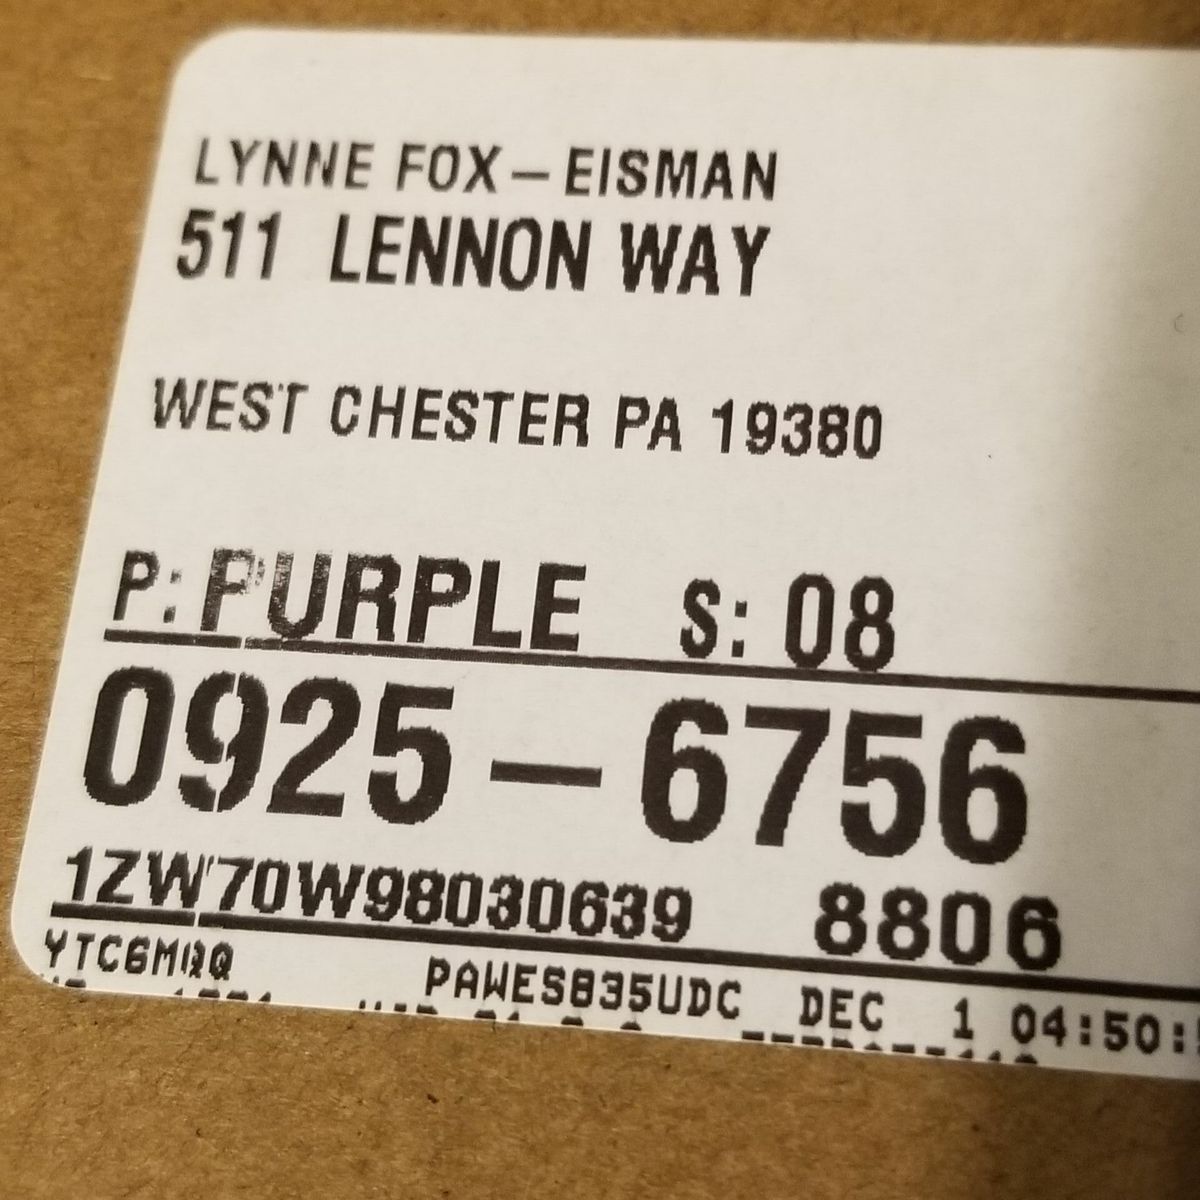 LYNNE FOX-EISMAN
511 LENNON WAY
WEST CHESTER PA 19380
P: PURPLE S: 08
0925-6756
1ZW70W98030639 8806
YTC6MQQ PAWES835UDC DEC 1 04:50: